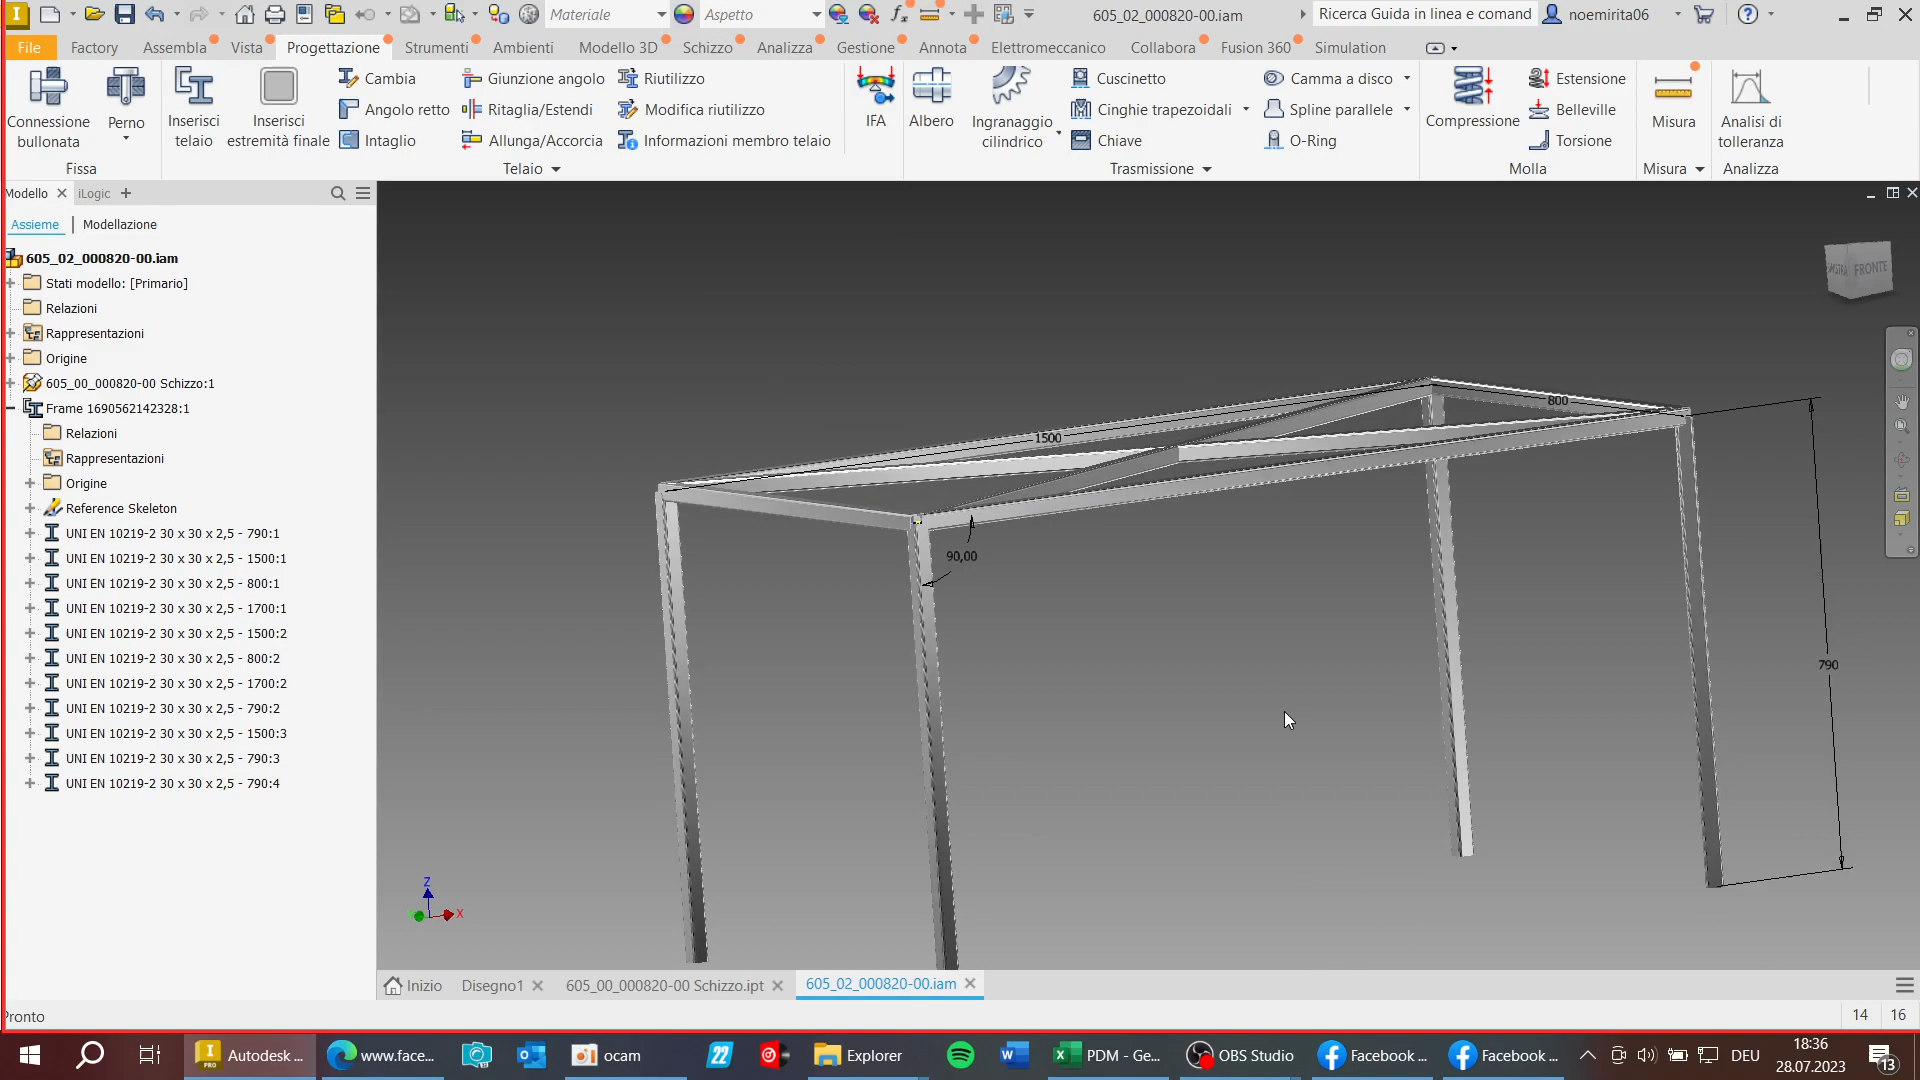 Materiale
Aspetto
605_02_000820-00.iam
Ricerca Guida in linea e comand
noemirita06
File
Factory
Assembla
Vista
Progettazione
Strumenti
Ambienti
Modello 3D
Schizzo
Analizza
Gestione
Annota
Elettromeccanico
Collabora
Fusion 360
Simulation
Connessione
bullonata
Perno
Fissa
Inserisci
telaio
Inserisci
estremità finale
Cambia
Angolo retto
Intaglio
Giunzione angolo
Ritaglia/Estendi
Allunga/Accorcia
Riutilizzo
Modifica riutilizzo
Informazioni membro telaio
Telaio
IFA
Albero
Ingranaggio
cilindrico
Cuscinetto
Cinghie trapezoidali
Chiave
Camma a disco
Spline parallele
O-Ring
Trasmissione
Compressione
Estensione
Belleville
Torsione
Molla
Misura
Misura
Analisi di
tolleranza
Analizza
Modello
iLogic
Assieme
Modellazione
605_02_000820-00.iam
Stati modello: [Primario]
Relazioni
Rappresentazioni
Origine
605_00_000820-00 Schizzo:1
Frame 1690562142328:1
Relazioni
Rappresentazioni
Origine
Reference Skeleton
UNI EN 10219-2 30 x 30 x 2,5 - 790:1
UNI EN 10219-2 30 x 30 x 2,5 - 1500:1
UNI EN 10219-2 30 x 30 x 2,5 - 800:1
UNI EN 10219-2 30 x 30 x 2,5 - 1700:1
UNI EN 10219-2 30 x 30 x 2,5 - 1500:2
UNI EN 10219-2 30 x 30 x 2,5 - 800:2
UNI EN 10219-2 30 x 30 x 2,5 - 1700:2
UNI EN 10219-2 30 x 30 x 2,5 - 790:2
UNI EN 10219-2 30 x 30 x 2,5 - 1500:3
UNI EN 10219-2 30 x 30 x 2,5 - 790:3
UNI EN 10219-2 30 x 30 x 2,5 - 790:4
FRONTE
800
1500
90,00
790
Z
X
Inizio
Disegno1
605_00_000820-00 Schizzo.ipt
605_02_000820-00.iam
Pronto
14
16
Autodesk ...
www.face...
ocam
22
Explorer
PDM - Ge...
OBS Studio
Facebook ...
Facebook ...
DEU
18:36
28.07.2023
13